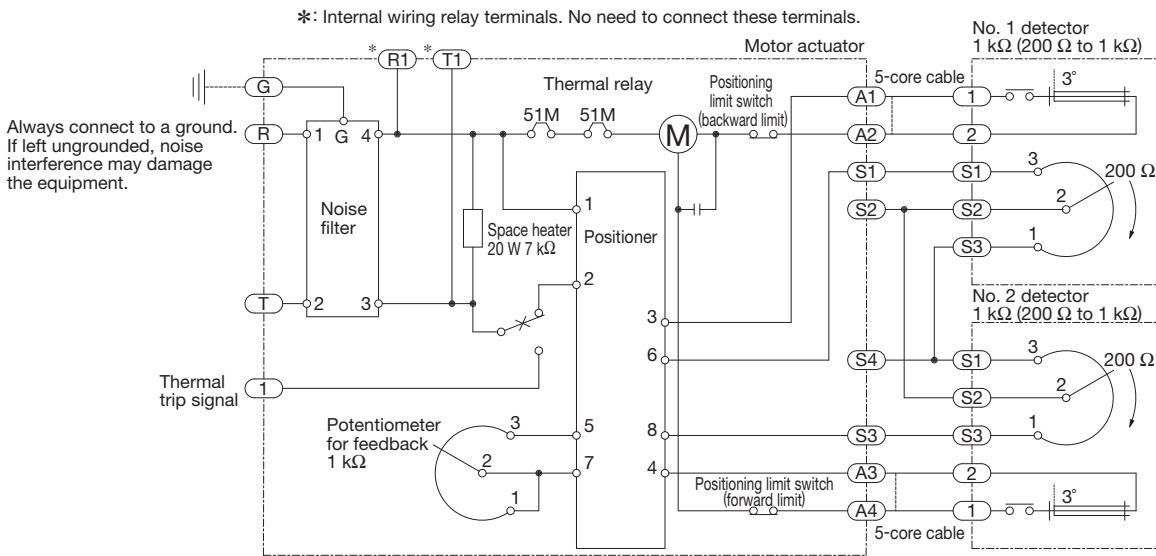 *: Internal wiring relay terminals. No need to connect these terminals.
No. 1 detector
1 kΩ (200 Ω to 1 kΩ)
* R1 * T1
Motor actuator
5-core cable
3°
G
Thermal relay
Positioning
limit switch
(backward limit)
A1
1
51M 51M
Always connect to a ground.
If left ungrounded, noise
interference may damage
the equipment.
R
1 G 4
M
A2
2
S1
S1
3
200 Ω
Noise
filter
1
Space heater
20 W 7 kΩ
Positioner
S2
S2
2
S3
1
2
T
2 3
3
No. 2 detector
1 kΩ (200 Ω to 1 kΩ)
6
S4
S1
3
200 Ω
Thermal
trip signal
1
S2
2
Potentiometer
for feedback
1 kΩ
3
5
8
S3
S3
1
2
7
4
Positioning limit switch
(forward limit)
A3
2
1
A4
1
3°
5-core cable